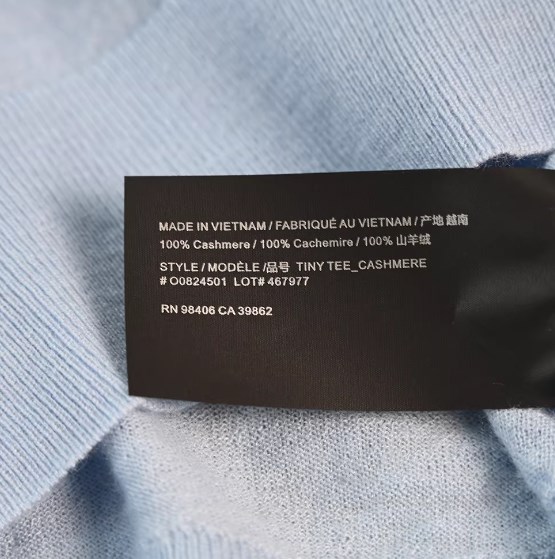 MADE IN VIETNAM / FABRIQUÉ AU VIETNAM / 产地 越南
100% Cashmere / 100% Cachemire / 100% 山羊绒
STYLE / MODÈLE /品号 TINY TEE_CASHMERE
# O0824501 LOT# 467977
RN 98406 CA 39862